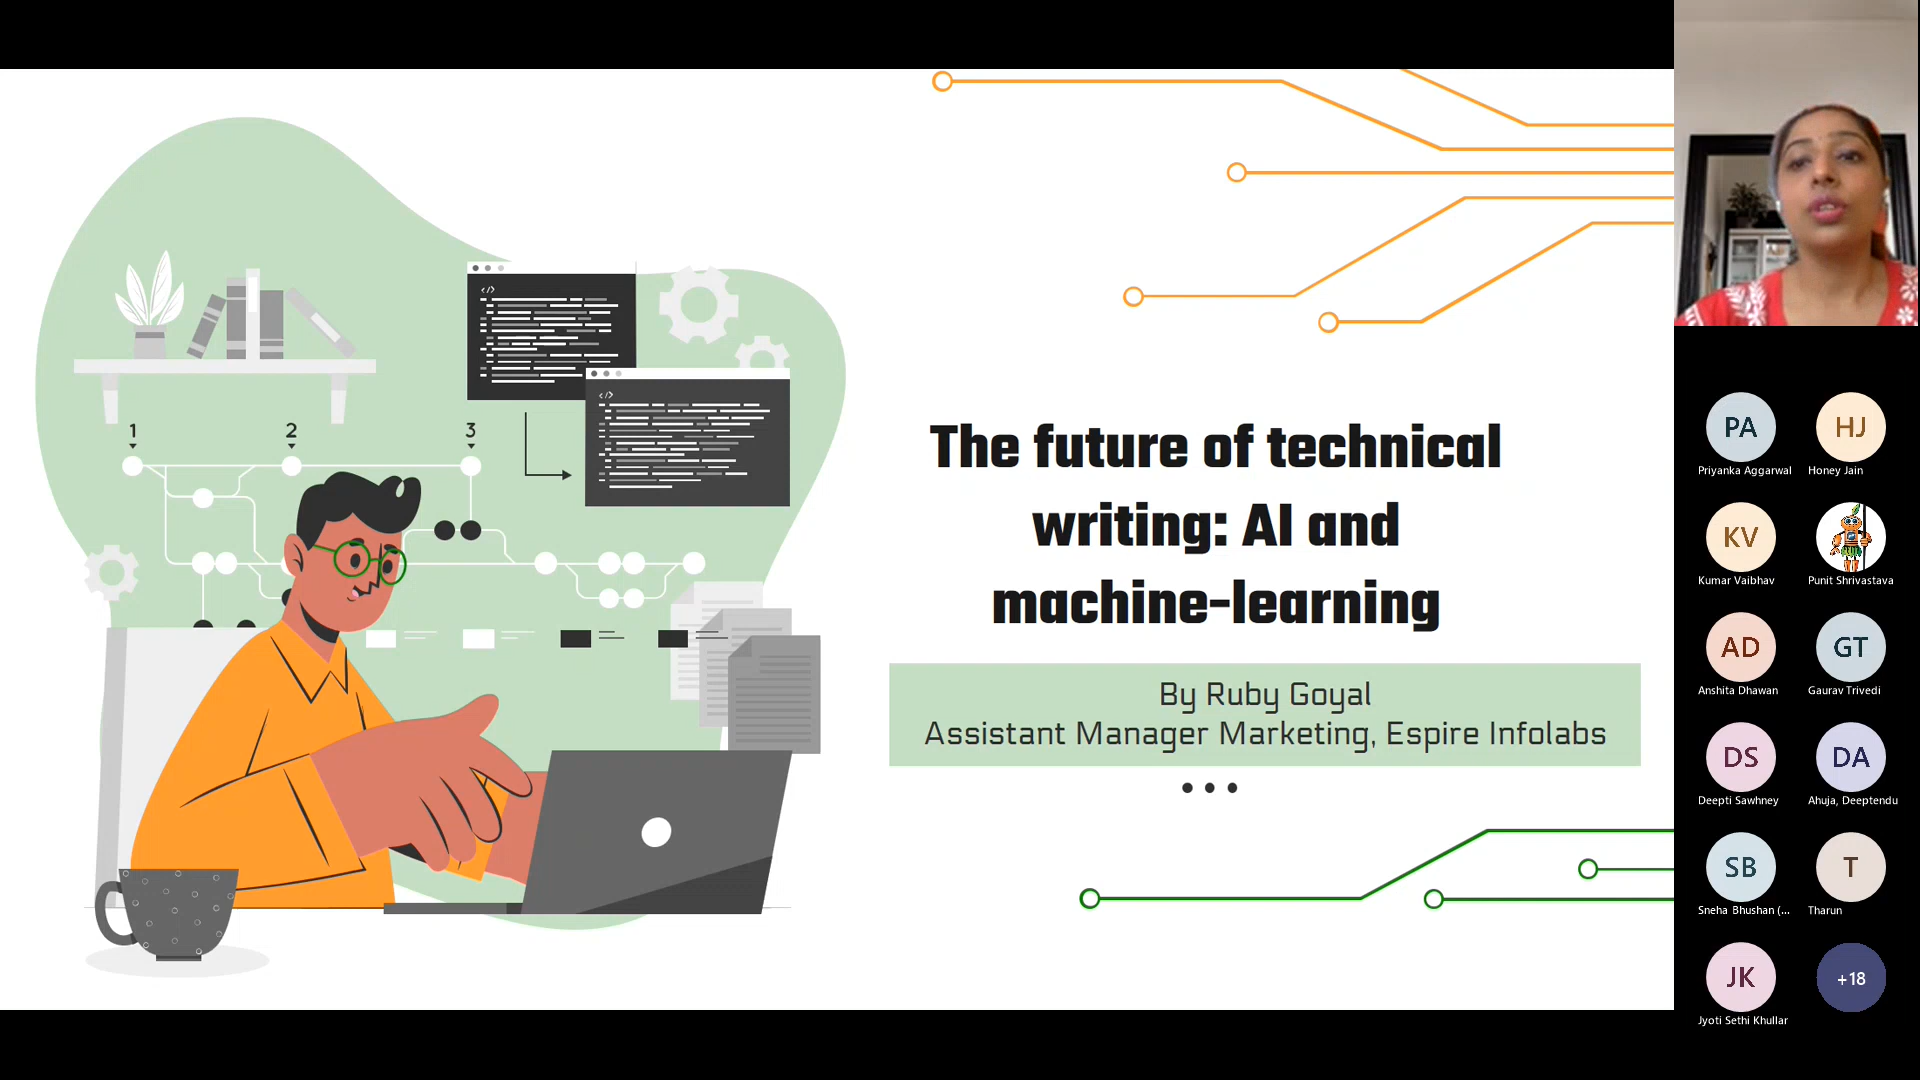 </>
</>
1
2
3
The future of technical
writing: AI and
machine-learning
By Ruby Goyal
Assistant Manager Marketing, Espire Infolabs
PA
HJ
Priyanka Aggarwal
Honey Jain
KV
Kumar Vaibhav
Punit Shrivastava
AD
GT
Anshita Dhawan
Gaurav Trivedi
DS
DA
Deepti Sawhney
Ahuja, Deeptendu
SB
T
Sneha Bhushan (...
Tharun
JK
+18
Jyoti Sethi Khullar